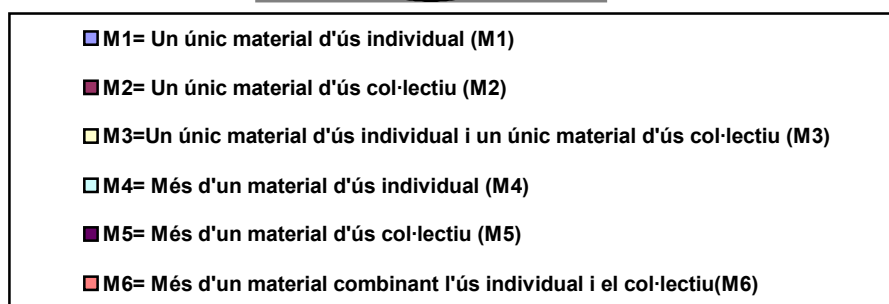 M1= Un únic material d'ús individual (M1)
M2= Un únic material d'ús col·lectiu (M2)
M3=Un únic material d'ús individual i un únic material d'ús col·lectiu (M3)
M4= Més d'un material d'ús individual (M4)
M5= Més d'un material d'ús col·lectiu (M5)
M6= Més d'un material combinant l'ús individual i el col·lectiu(M6)